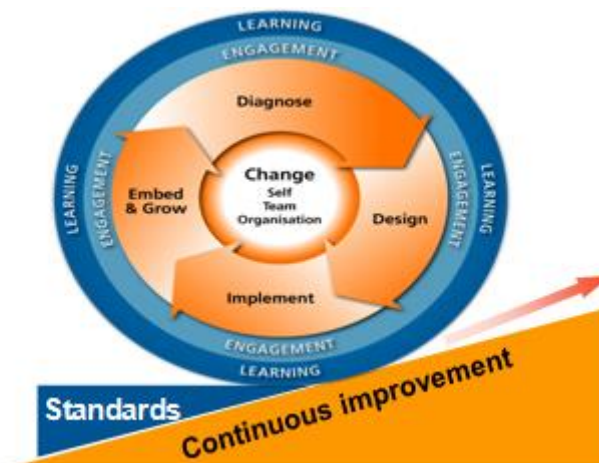 LEARNING
ENGAGEMENT
Diagnose
LEARNING
ENGAGEMENT
Embed
& Grow
Change
Self
Team
Organisation
Design
ENGAGEMENT
LEARNING
Implement
ENGAGEMENT
LEARNING
Standards
Continuous improvement